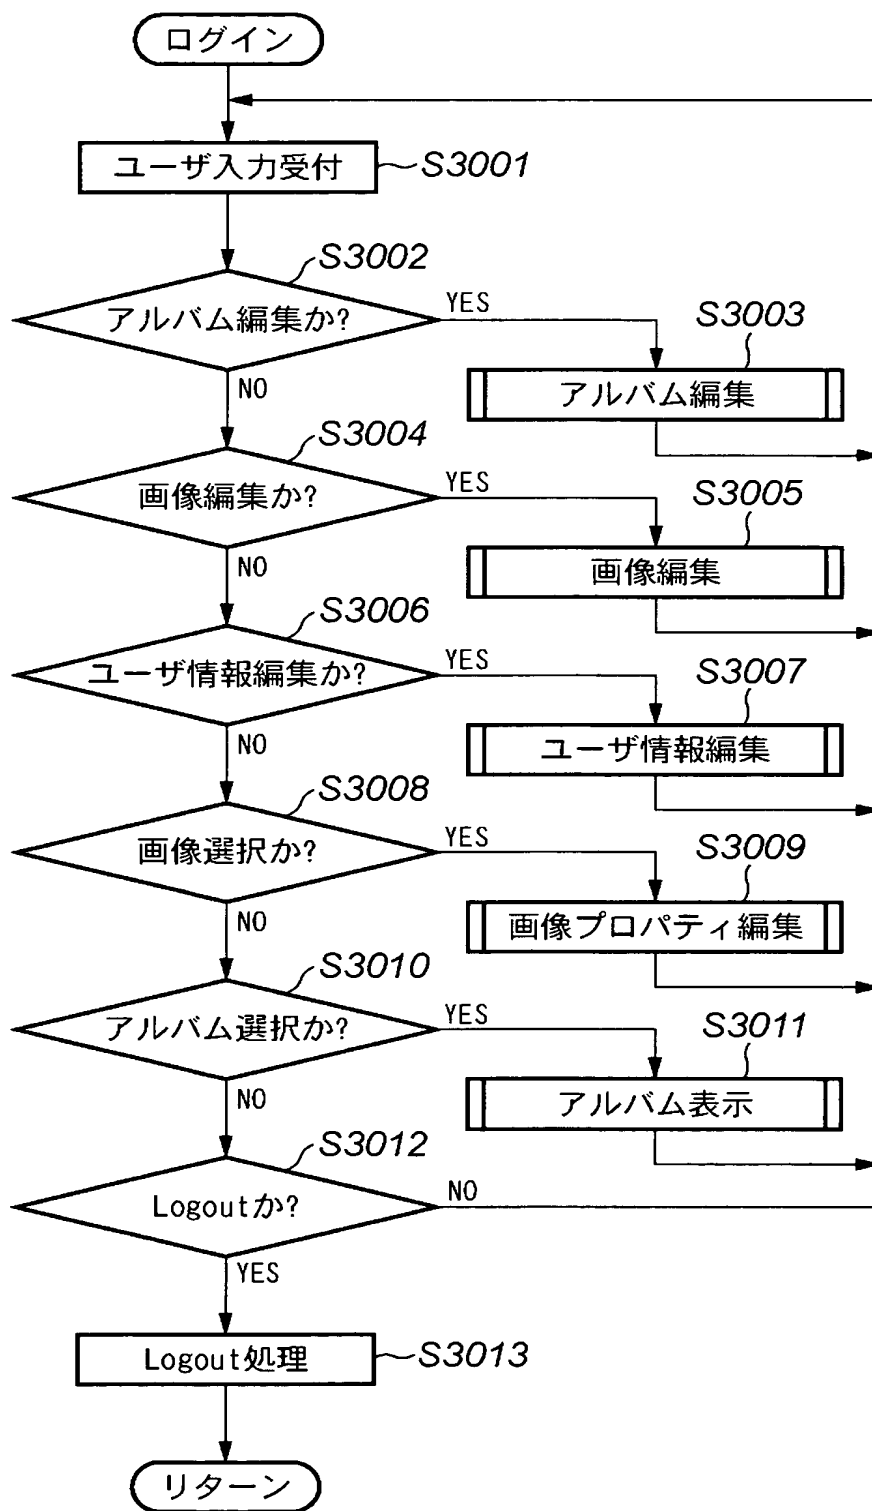 ログイン
ユーザ入力受付
S3001
S3002
アルバム編集か?
YES
NO
S3003
アルバム編集
S3004
画像編集か?
YES
NO
S3005
画像編集
S3006
ユーザ情報編集か?
YES
NO
S3007
ユーザ情報編集
S3008
画像選択か?
YES
NO
S3009
画像プロパティ編集
S3010
アルバム選択か?
YES
NO
S3011
アルバム表示
S3012
Logoutか?
NO
YES
Logout処理
S3013
リターン